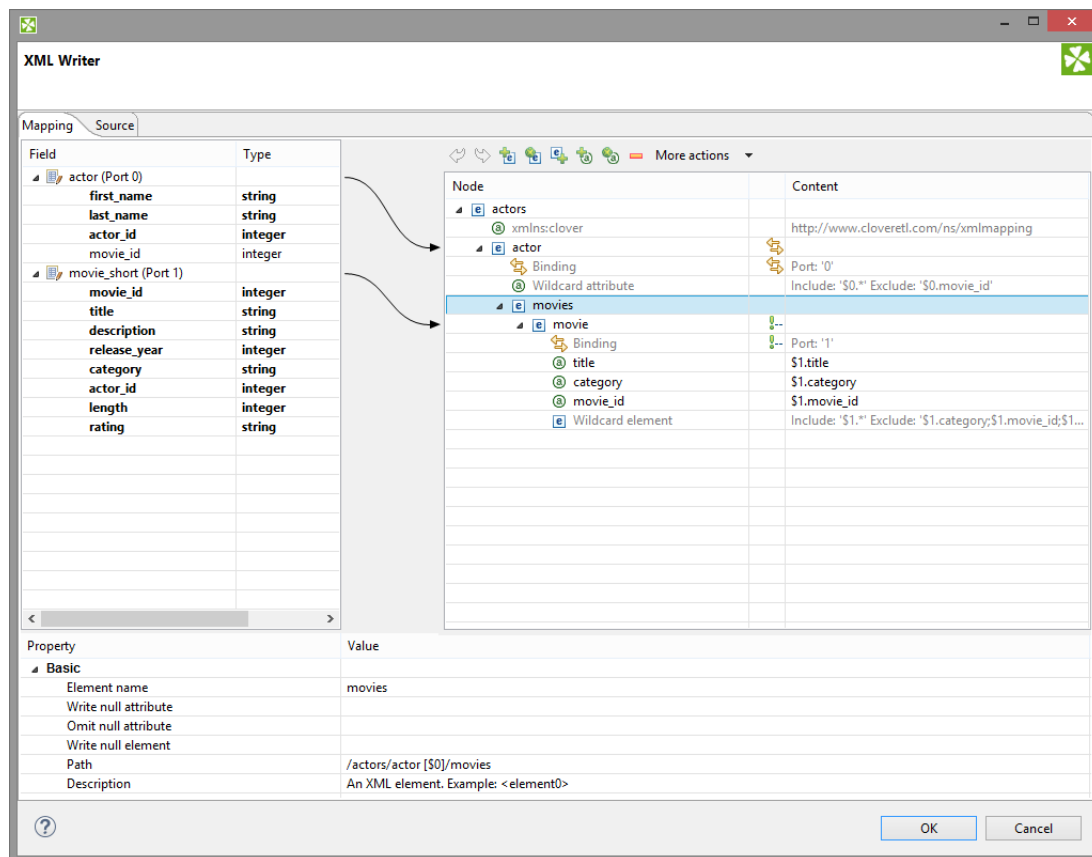 XML Writer
Mapping Source
Field Type
actor (Port 0)
first_name string
last_name string
actor_id integer
movie_id integer
movie_short (Port 1)
movie_id integer
title string
description string
release_year integer
category string
actor_id integer
length integer
rating string
More actions
Node Content
e actors
a xmlns:clover http://www.cloveretl.com/ns/xmlmapping
e actor
Binding Port: '0'
a Wildcard attribute Include: '$0.*' Exclude: '$0.movie_id'
e movies
e movie
Binding Port: '1'
a title $1.title
a category $1.category
a movie_id $1.movie_id
e Wildcard element Include: '$1.*' Exclude: '$1.category;$1.movie_id;$1...
Property Value
Basic
Element name movies
Write null attribute
Omit null attribute
Write null element
Path /actors/actor [$0]/movies
Description An XML element. Example: <element0>
? OK Cancel